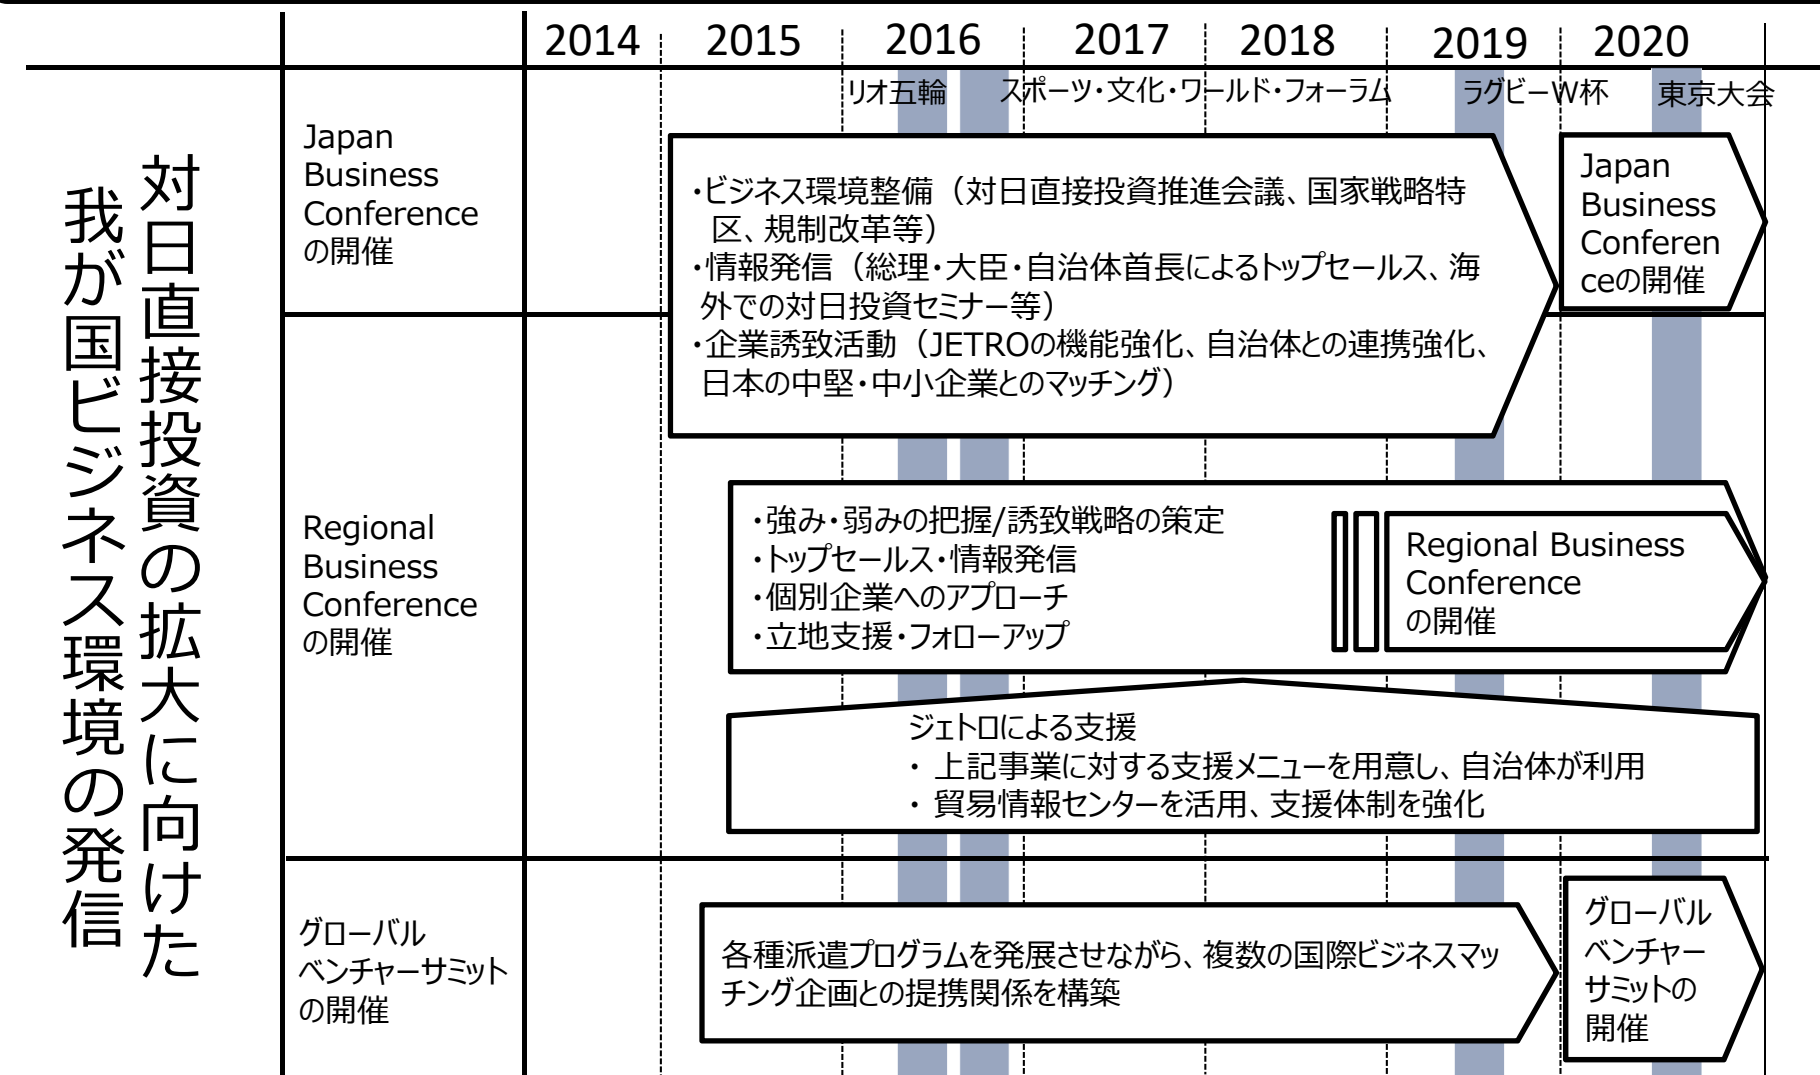 2014 2015 2016 2017 2018 2019 2020
リオ五輪 スポーツ・文化・ワールド・フォーラム ラグビーW杯 東京大会
対日直接投資の拡大に向けた
我が国ビジネス環境の発信
Japan
Business
Conference
の開催
・ビジネス環境整備（対日直接投資推進会議、国家戦略特
区、規制改革等）
・情報発信（総理・大臣・自治体首長によるトップセールス、海
外での対日投資セミナー等）
・企業誘致活動（JETROの機能強化、自治体との連携強化、
日本の中堅・中小企業とのマッチング）
Japan
Business
Conferen
ceの開催
Regional
Business
Conference
の開催
・強み・弱みの把握/誘致戦略の策定
・トップセールス・情報発信
・個別企業へのアプローチ
・立地支援・フォローアップ
Regional Business
Conference
の開催
ジェトロによる支援
・ 上記事業に対する支援メニューを用意し、自治体が利用
・ 貿易情報センターを活用、支援体制を強化
グローバル
ベンチャーサミット
の開催
各種派遣プログラムを発展させながら、複数の国際ビジネスマッ
チング企画との提携関係を構築
グローバル
ベンチャー
サミットの
開催